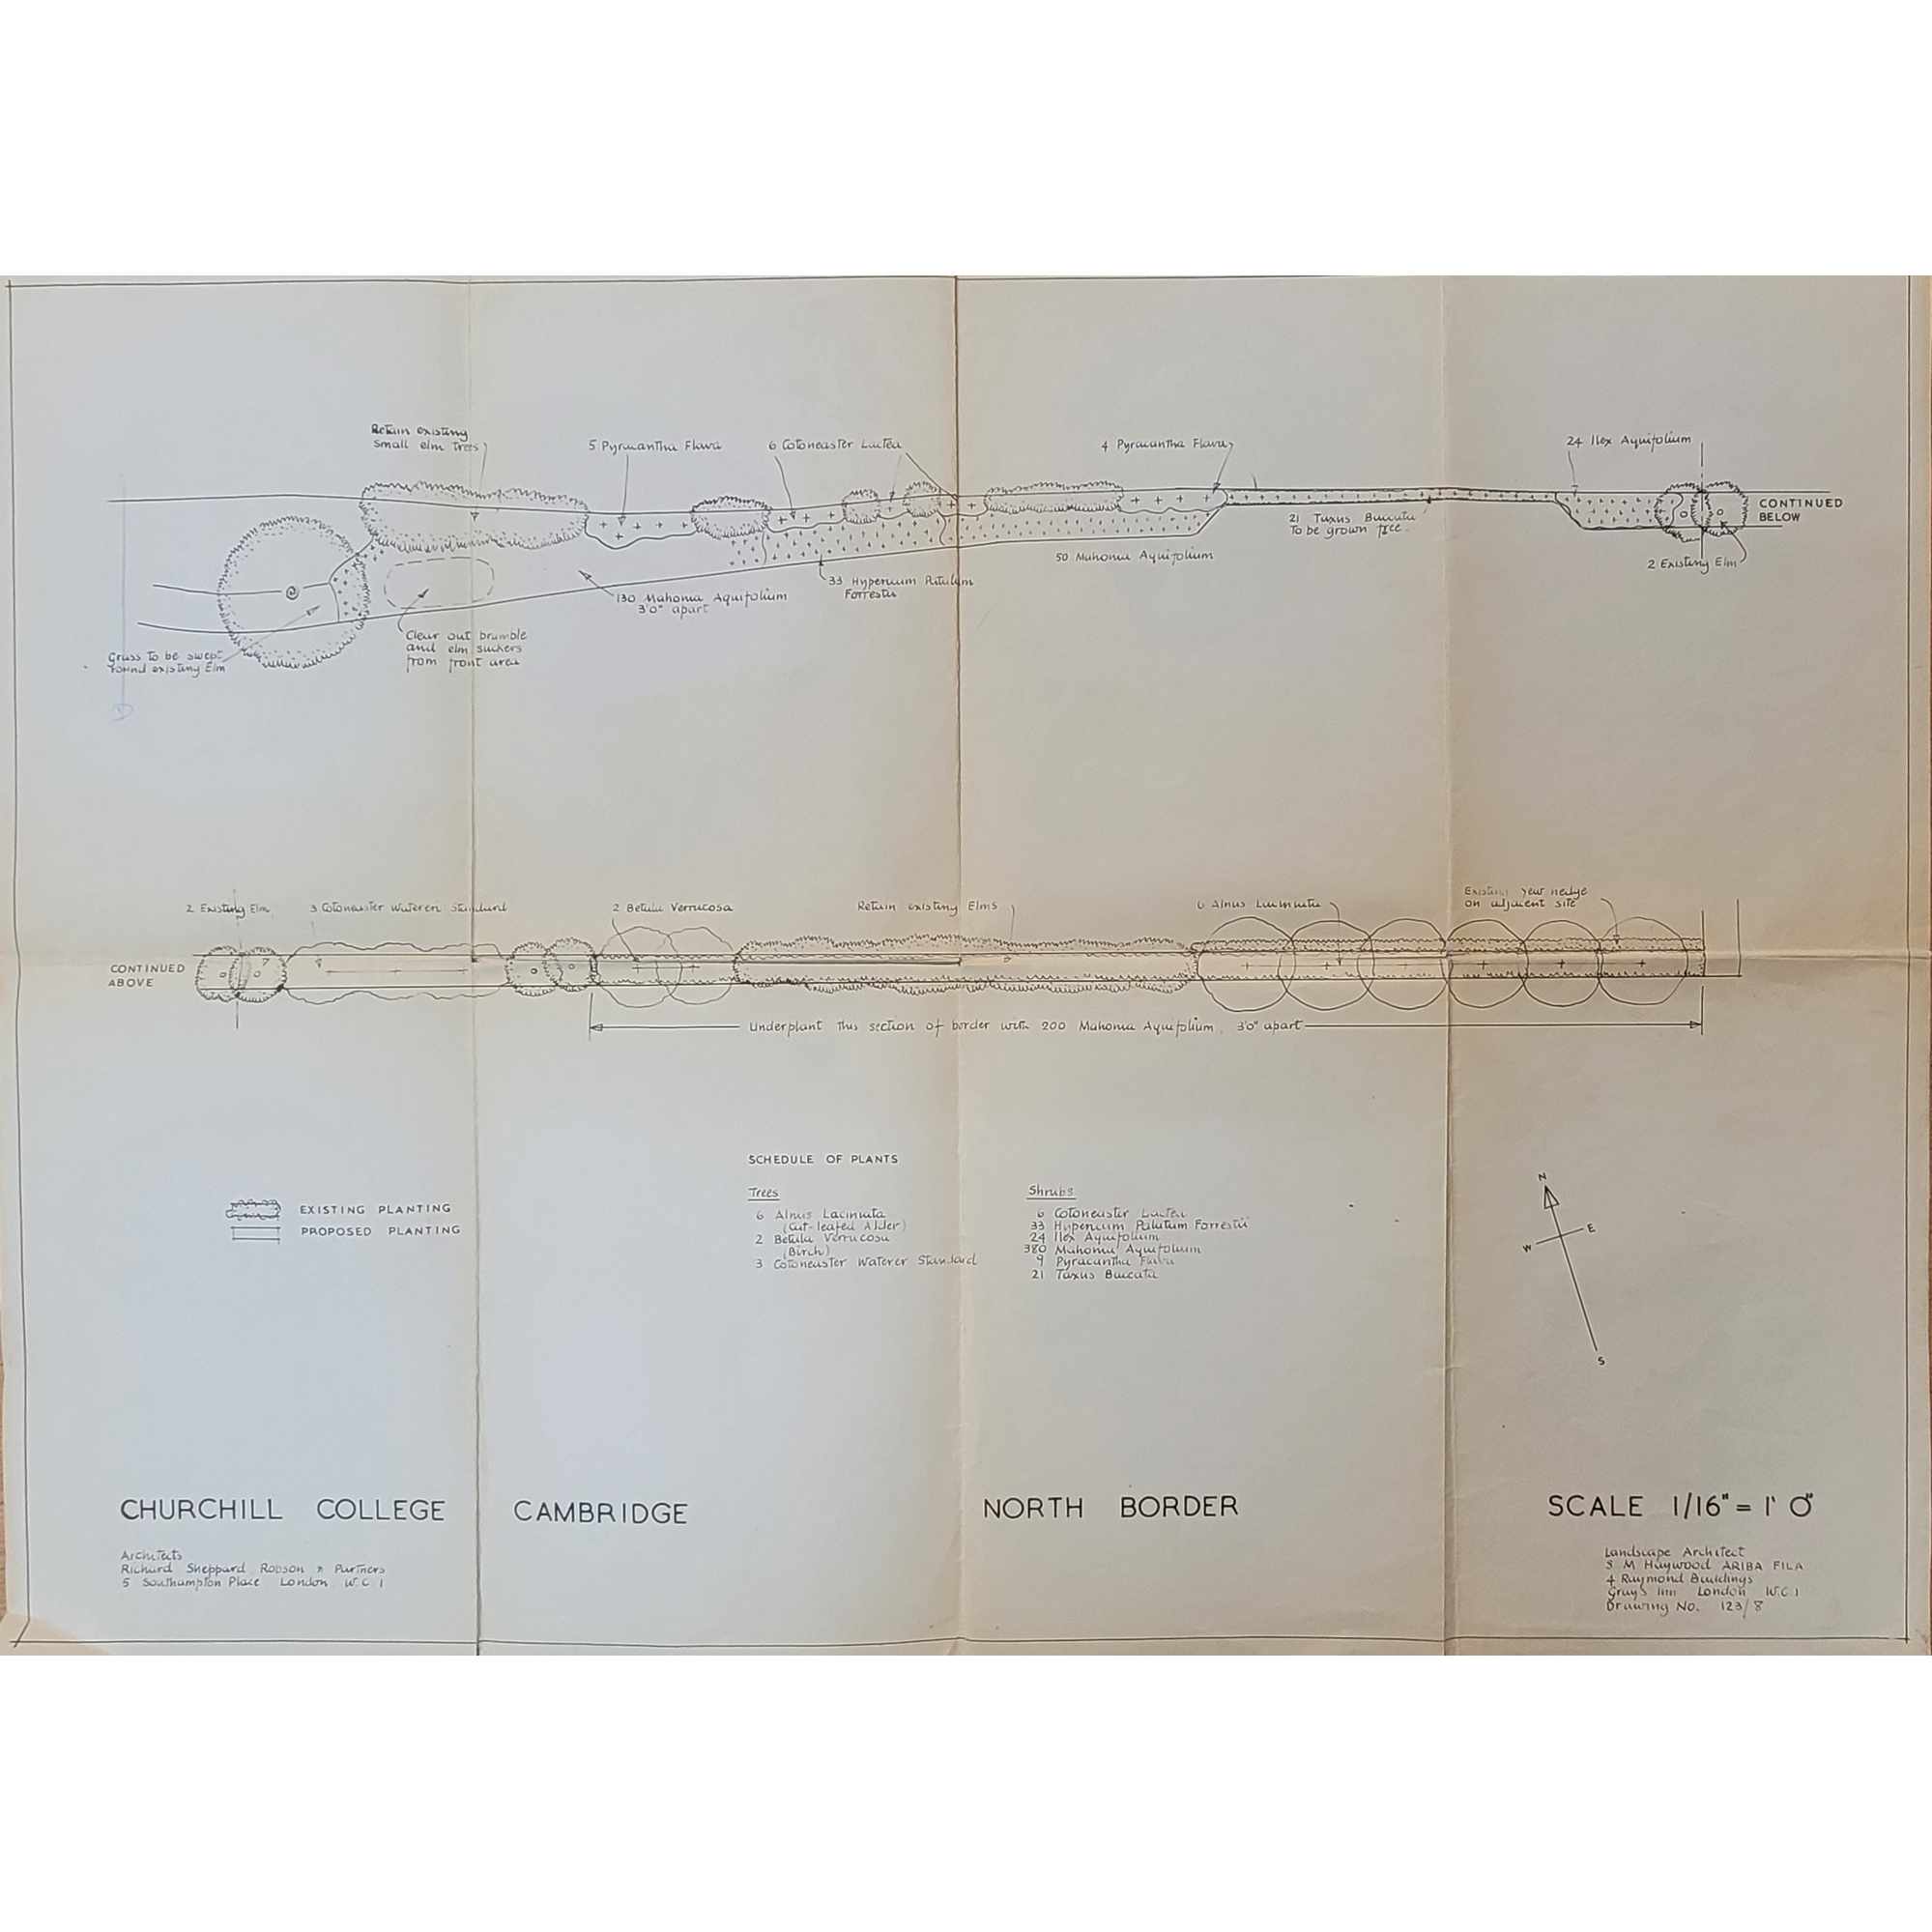 Retain existing
small elm trees
5 Pyracantha Flava
6 Cotoneaster Lactea
4 Pyracantha Flava
24 Ilex Aquifolium
CONTINUED
BELOW
21 Taxus Baccata
To be grown free.
2 Existing Elm
50 Mahonia Aquifolium
33 Hypericum Patulum
Forrestii
130 Mahonia Aquifolium
3'0" apart
Clear out bramble
and elm suckers
from front area
Grass to be swept
round existing Elm
D
2 Existing Elm
3 Cotoneaster Watereri Standard
2 Betula Verrucosa
Retain existing Elms
6 Alnus Laciniata
Existing yew hedge
on adjacent site
CONTINUED
ABOVE
Underplant this section of border with 200 Mahonia Aquifolium 3'0" apart
SCHEDULE OF PLANTS
Trees
6 Alnus Laciniata
(Cut-leafed Alder)
2 Betula Verrucosa
(Birch)
3 Cotoneaster Waterer Standard
Shrubs
6 Cotoneaster Lactea
33 Hypericum Patulum Forrestii
24 Ilex Aquifolium
380 Mahonia Aquifolium
9 Pyracantha Flava
21 Taxus Baccata
EXISTING PLANTING
PROPOSED PLANTING
N
E
W
S
CHURCHILL COLLEGE CAMBRIDGE
NORTH BORDER
SCALE 1/16" = 1' 0"
Architects
Richard Sheppard Robson & Partners
5 Southampton Place London W.C.1
Landscape Architect
S M Haywood ARIBA FILA
4 Raymond Buildings
Grays Inn London W.C 1
Drawing No. 123/8